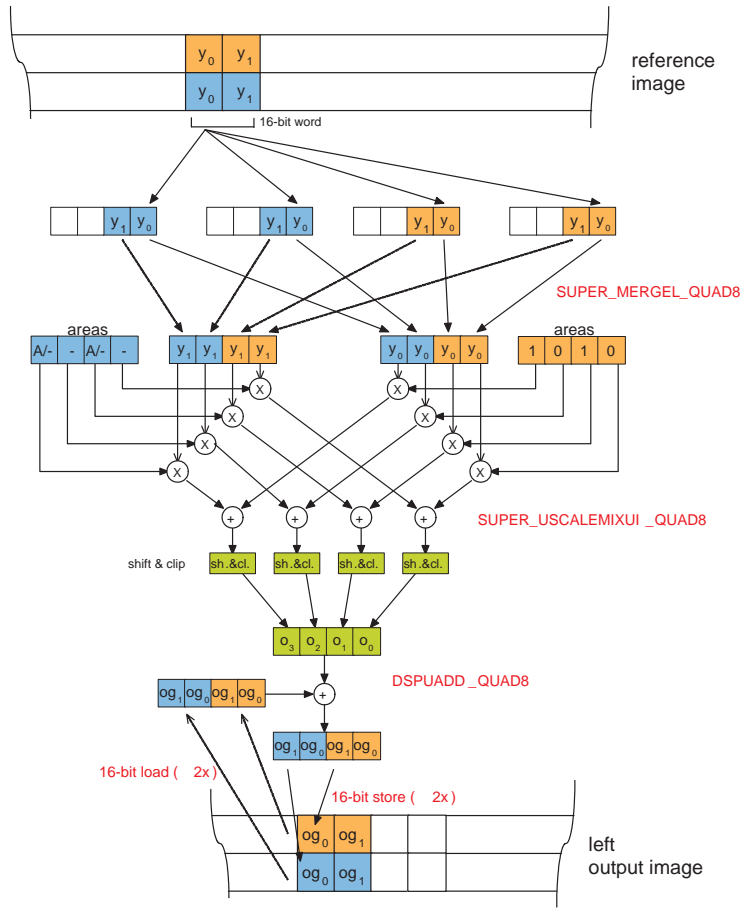 y0 y1
reference image
y0 y1
16-bit word
y1 y0 y1 y0 y1 y0 y1 y0
SUPER_MERGEL_QUAD8
areas areas
A/- - A/- - y1 y1 y1 y1 y0 y0 y0 y0 1 0 1 0
X X
X X
X X
X X
+ + + +
SUPER_USCALEMIXUI _QUAD8
shift & clip sh .&cl. sh .&cl. sh .&cl. sh .&cl.
o3 o2 o1 o0
DSPUADD _QUAD8
og1 og0 og1 og0 +
og1 og0 og1 og0
16-bit load ( 2x)
16-bit store ( 2x)
og0 og1
left
output image
og0 og1